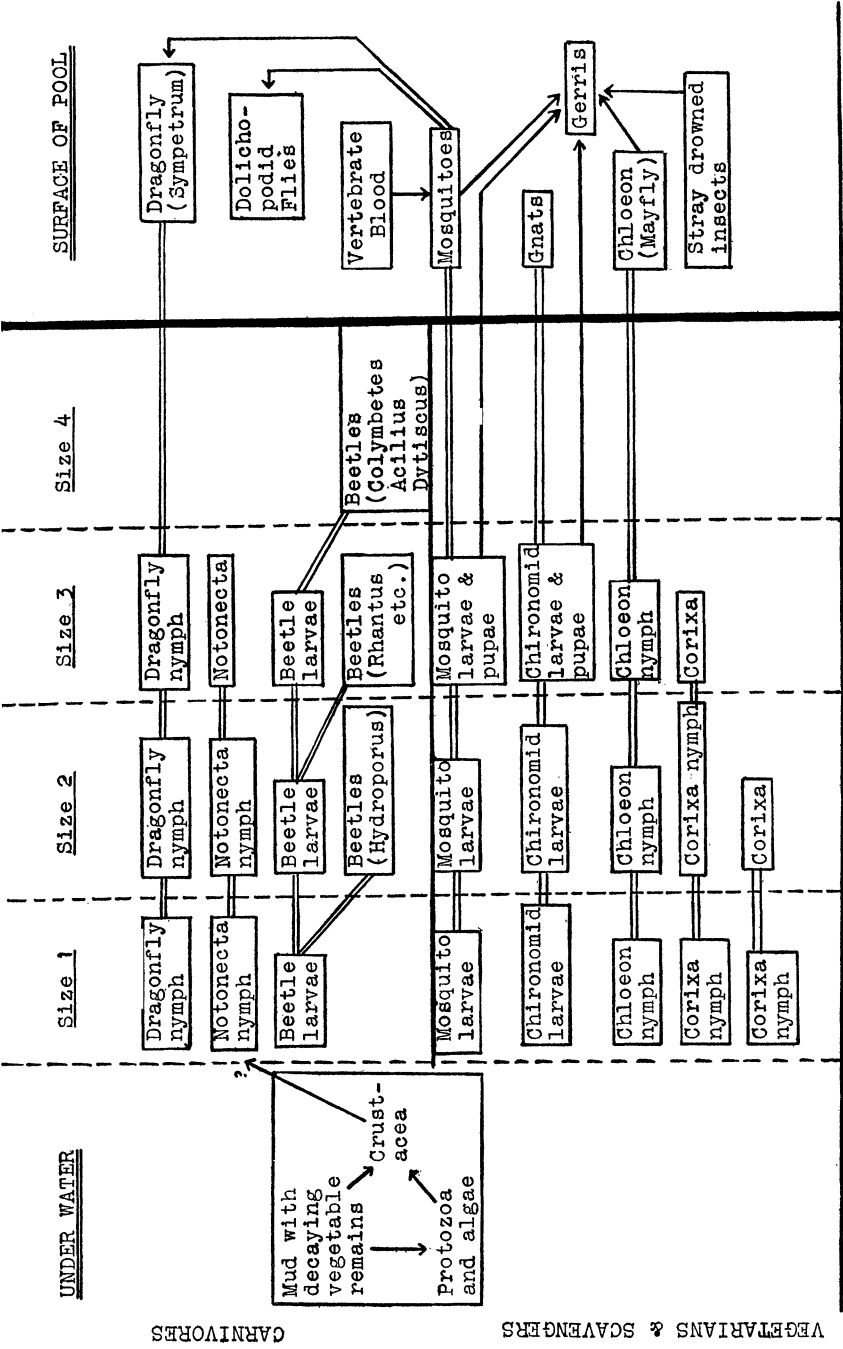 UNDER WATER
Size 1
Size 2
Size 3
Size 4
SURFACE OF POOL
CARNIVORES
Dragonfly
nymph
Dragonfly
nymph
Dragonfly
nymph
Dragonfly
(Sympetrum)
Notonecta
nymph
Notonecta
nymph
Notonecta
Dolicho-
podid
Flies
?
Mud with
decaying
vegetable
remains
Crust-
acea
Protozoa
and algae
Beetle
larvae
Beetle
larvae
Beetle
larvae
Beetles
(Hydroporus)
Beetles
(Rhantus
etc.)
Beetles
(Colymbetes
Acilius
Dytiscus)
Vertebrate
Blood
VEGETARIANS & SCAVENGERS
Mosquito
larvae
Mosquito
larvae
Mosquito
larvae &
pupae
Mosquitoes
Chironomid
larvae
Chironomid
larvae
Chironomid
larvae &
pupae
Gnats
Gerris
Chloeon
nymph
Chloeon
nymph
Chloeon
nymph
Chloeon
(Mayfly)
Corixa
nymph
Corixa nymph
Corixa
Stray drowned
insects
Corixa
nymph
Corixa